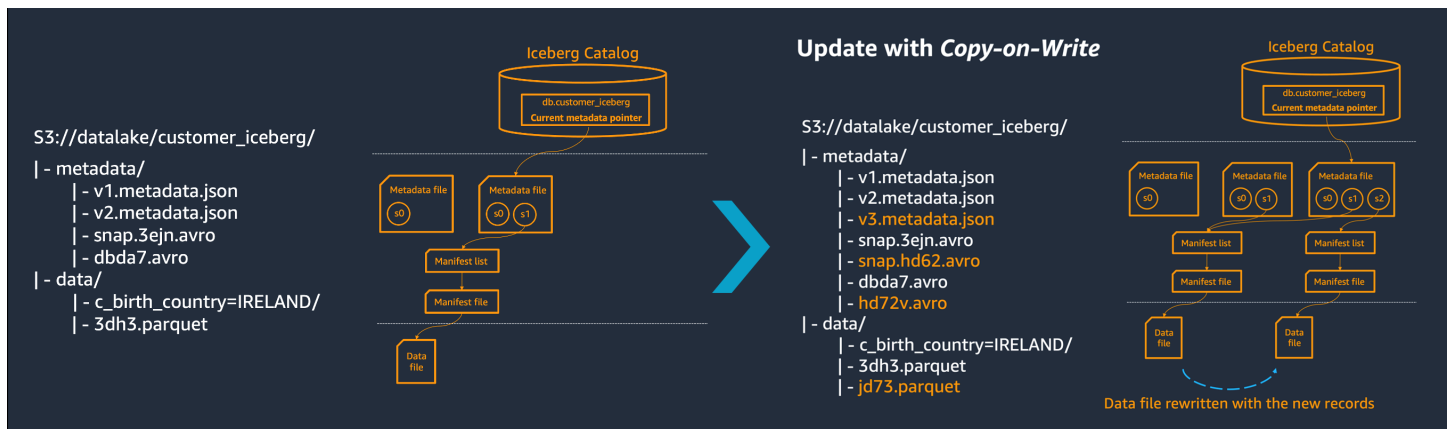 Iceberg Catalog
db.customer_iceberg
Current metadata pointer
S3://datalake/customer_iceberg/
| - metadata/
| - v1.metadata.json
| - v2.metadata.json
| - snap.3ejn.avro
| - dbda7.avro
| - data/
| - c_birth_country=IRELAND/
| - 3dh3.parquet
Metadata file
s0
Metadata file
s0 s1
Manifest list
Manifest file
Data
file
Update with Copy-on-Write
Iceberg Catalog
db.customer_iceberg
Current metadata pointer
S3://datalake/customer_iceberg/
| - metadata/
| - v1.metadata.json
| - v2.metadata.json
| - v3.metadata.json
| - snap.3ejn.avro
| - snap.hd62.avro
| - dbda7.avro
| - hd72v.avro
| - data/
| - c_birth_country=IRELAND/
| - 3dh3.parquet
| - jd73.parquet
Metadata file
s0
Metadata file
s0 s1
Metadata file
s0 s1 s2
Manifest list
Manifest list
Manifest file
Manifest file
Data
file
Data
file
Data file rewritten with the new records